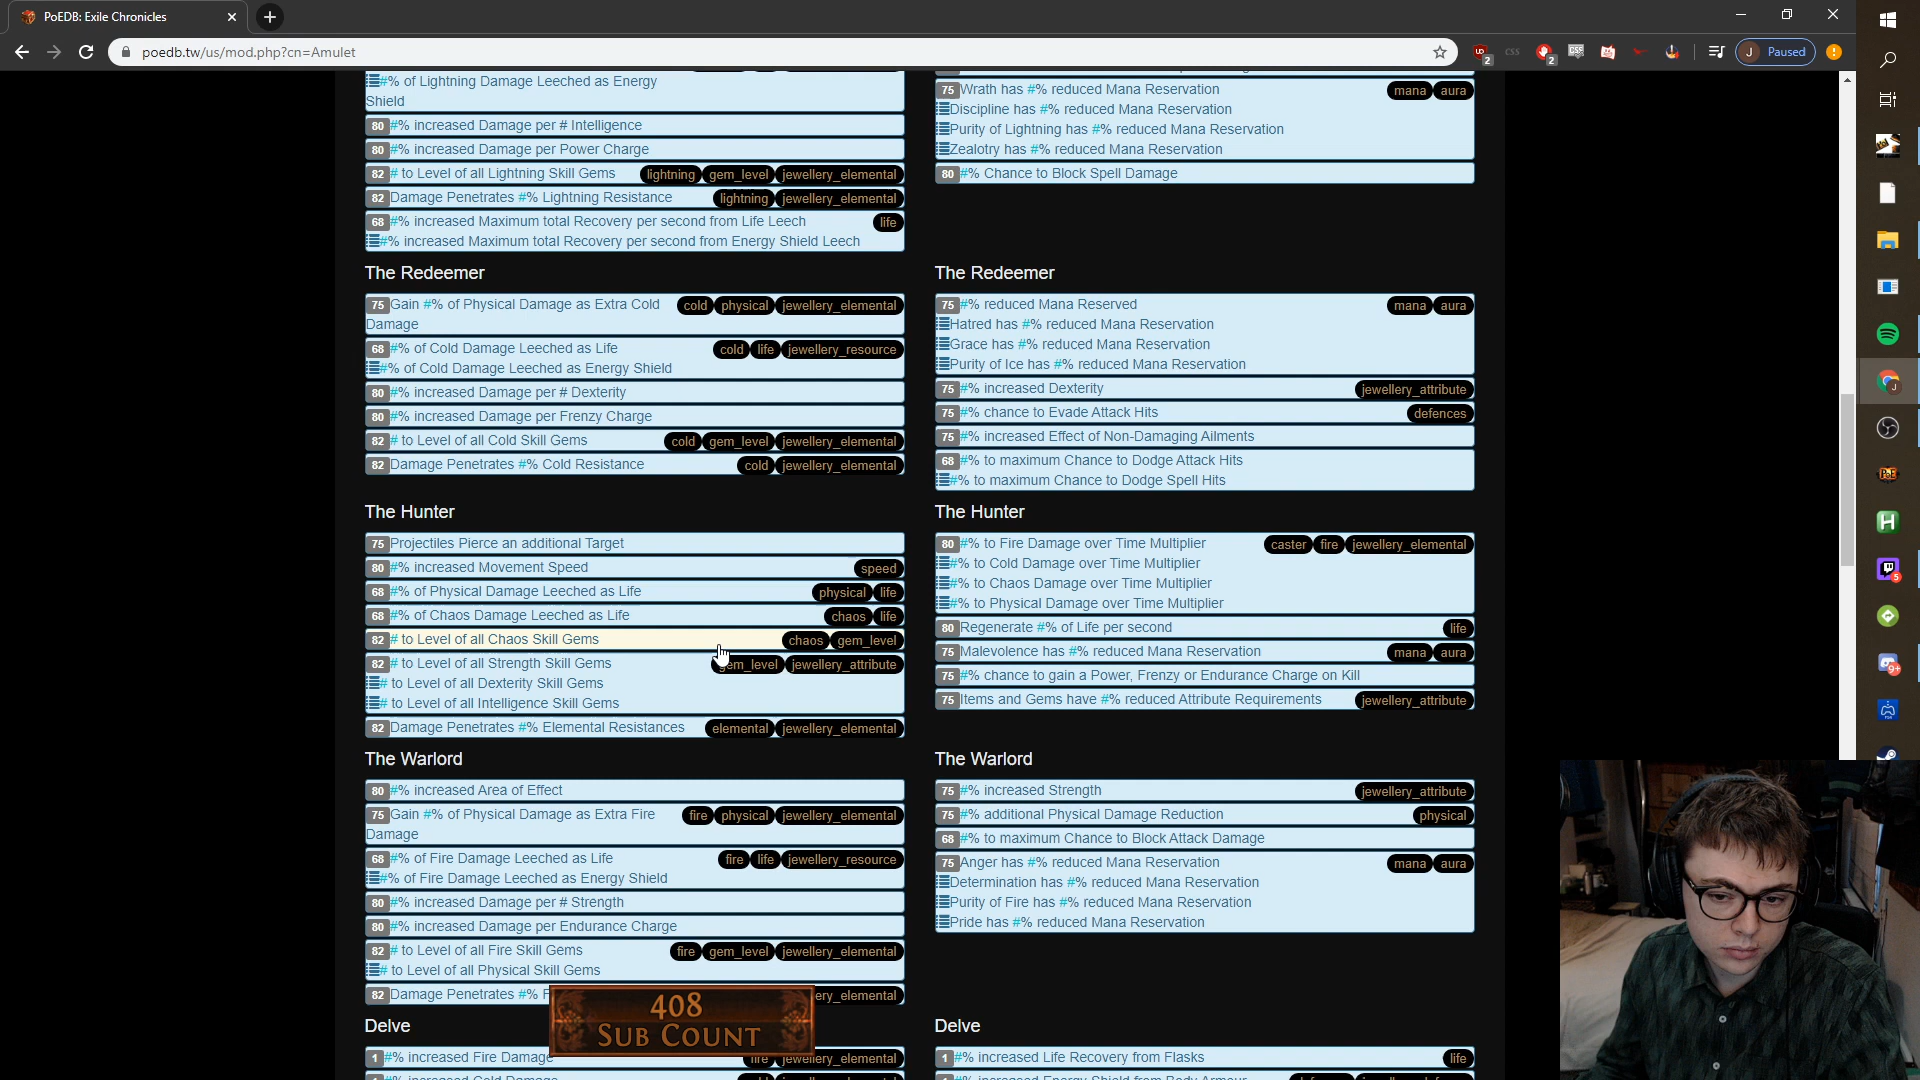 PoEDB: Exile Chronicles
poedb.tw/us/mod.php?cn=Amulet
2
CSS
2
J Paused
#% of Lightning Damage Leeched as Energy
Shield
80 #% increased Damage per # Intelligence
80 #% increased Damage per Power Charge
82 # to Level of all Lightning Skill Gems lightning gem_level jewellery_elemental
82 Damage Penetrates #% Lightning Resistance lightning jewellery_elemental
68 #% increased Maximum total Recovery per second from Life Leech life
#% increased Maximum total Recovery per second from Energy Shield Leech
75 Wrath has #% reduced Mana Reservation mana aura
Discipline has #% reduced Mana Reservation
Purity of Lightning has #% reduced Mana Reservation
Zealotry has #% reduced Mana Reservation
80 #% Chance to Block Spell Damage
The Redeemer
75 Gain #% of Physical Damage as Extra Cold cold physical jewellery_elemental
Damage
68 #% of Cold Damage Leeched as Life cold life jewellery_resource
#% of Cold Damage Leeched as Energy Shield
80 #% increased Damage per # Dexterity
80 #% increased Damage per Frenzy Charge
82 # to Level of all Cold Skill Gems cold gem_level jewellery_elemental
82 Damage Penetrates #% Cold Resistance cold jewellery_elemental
The Redeemer
75 #% reduced Mana Reserved mana aura
Hatred has #% reduced Mana Reservation
Grace has #% reduced Mana Reservation
Purity of Ice has #% reduced Mana Reservation
75 #% increased Dexterity jewellery_attribute
75 #% chance to Evade Attack Hits defences
75 #% increased Effect of Non-Damaging Ailments
68 #% to maximum Chance to Dodge Attack Hits
#% to maximum Chance to Dodge Spell Hits
The Hunter
75 Projectiles Pierce an additional Target
80 #% increased Movement Speed speed
68 #% of Physical Damage Leeched as Life physical life
68 #% of Chaos Damage Leeched as Life chaos life
82 # to Level of all Chaos Skill Gems chaos gem_level
82 # to Level of all Strength Skill Gems gem_level jewellery_attribute
# to Level of all Dexterity Skill Gems
# to Level of all Intelligence Skill Gems
82 Damage Penetrates #% Elemental Resistances elemental jewellery_elemental
The Hunter
80 #% to Fire Damage over Time Multiplier caster fire jewellery_elemental
#% to Cold Damage over Time Multiplier
#% to Chaos Damage over Time Multiplier
#% to Physical Damage over Time Multiplier
80 Regenerate #% of Life per second life
75 Malevolence has #% reduced Mana Reservation mana aura
75 #% chance to gain a Power, Frenzy or Endurance Charge on Kill
75 Items and Gems have #% reduced Attribute Requirements jewellery_attribute
The Warlord
80 #% increased Area of Effect
75 Gain #% of Physical Damage as Extra Fire fire physical jewellery_elemental
Damage
68 #% of Fire Damage Leeched as Life fire life jewellery_resource
#% of Fire Damage Leeched as Energy Shield
80 #% increased Damage per # Strength
80 #% increased Damage per Endurance Charge
82 # to Level of all Fire Skill Gems fire gem_level jewellery_elemental
# to Level of all Physical Skill Gems
82 Damage Penetrates #% F ery_elemental
The Warlord
75 #% increased Strength jewellery_attribute
75 #% additional Physical Damage Reduction physical
68 #% to maximum Chance to Block Attack Damage
75 Anger has #% reduced Mana Reservation mana aura
Determination has #% reduced Mana Reservation
Purity of Fire has #% reduced Mana Reservation
Pride has #% reduced Mana Reservation
408
SUB COUNT
Delve
1 #% increased Fire Damage fire jewellery_elemental
Delve
1 #% increased Life Recovery from Flasks life
#% increased Energy Shield from Body Armour
J
PoE
H
5
9+